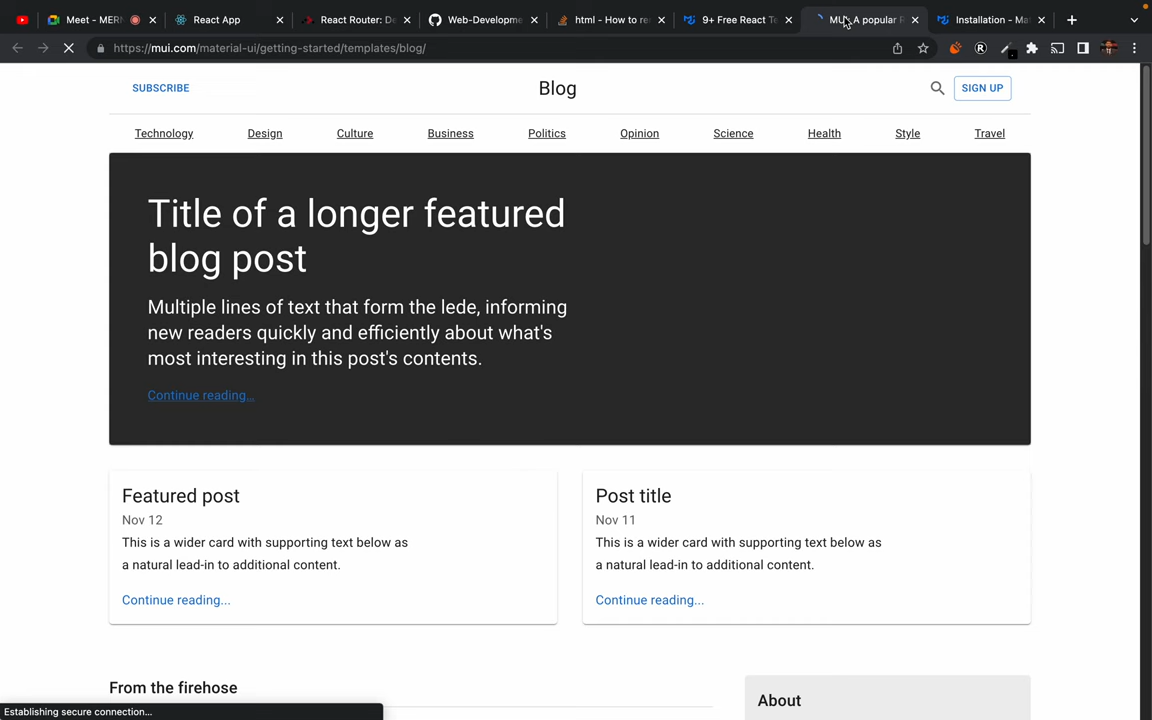 Meet - MERN
React App
React Router: De
Web-Developme
html - How to re
9+ Free React Te
MUI: A popular R
Installation - Ma
https://mui.com/material-ui/getting-started/templates/blog/
SUBSCRIBE
Blog
SIGN UP
Technology
Design
Culture
Business
Politics
Opinion
Science
Health
Style
Travel
Title of a longer featured
blog post
Multiple lines of text that form the lede, informing
new readers quickly and efficiently about what's
most interesting in this post's contents.
Continue reading…
Featured post
Nov 12
This is a wider card with supporting text below as
a natural lead-in to additional content.
Continue reading...
Post title
Nov 11
This is a wider card with supporting text below as
a natural lead-in to additional content.
Continue reading...
From the firehose
About
Establishing secure connection...